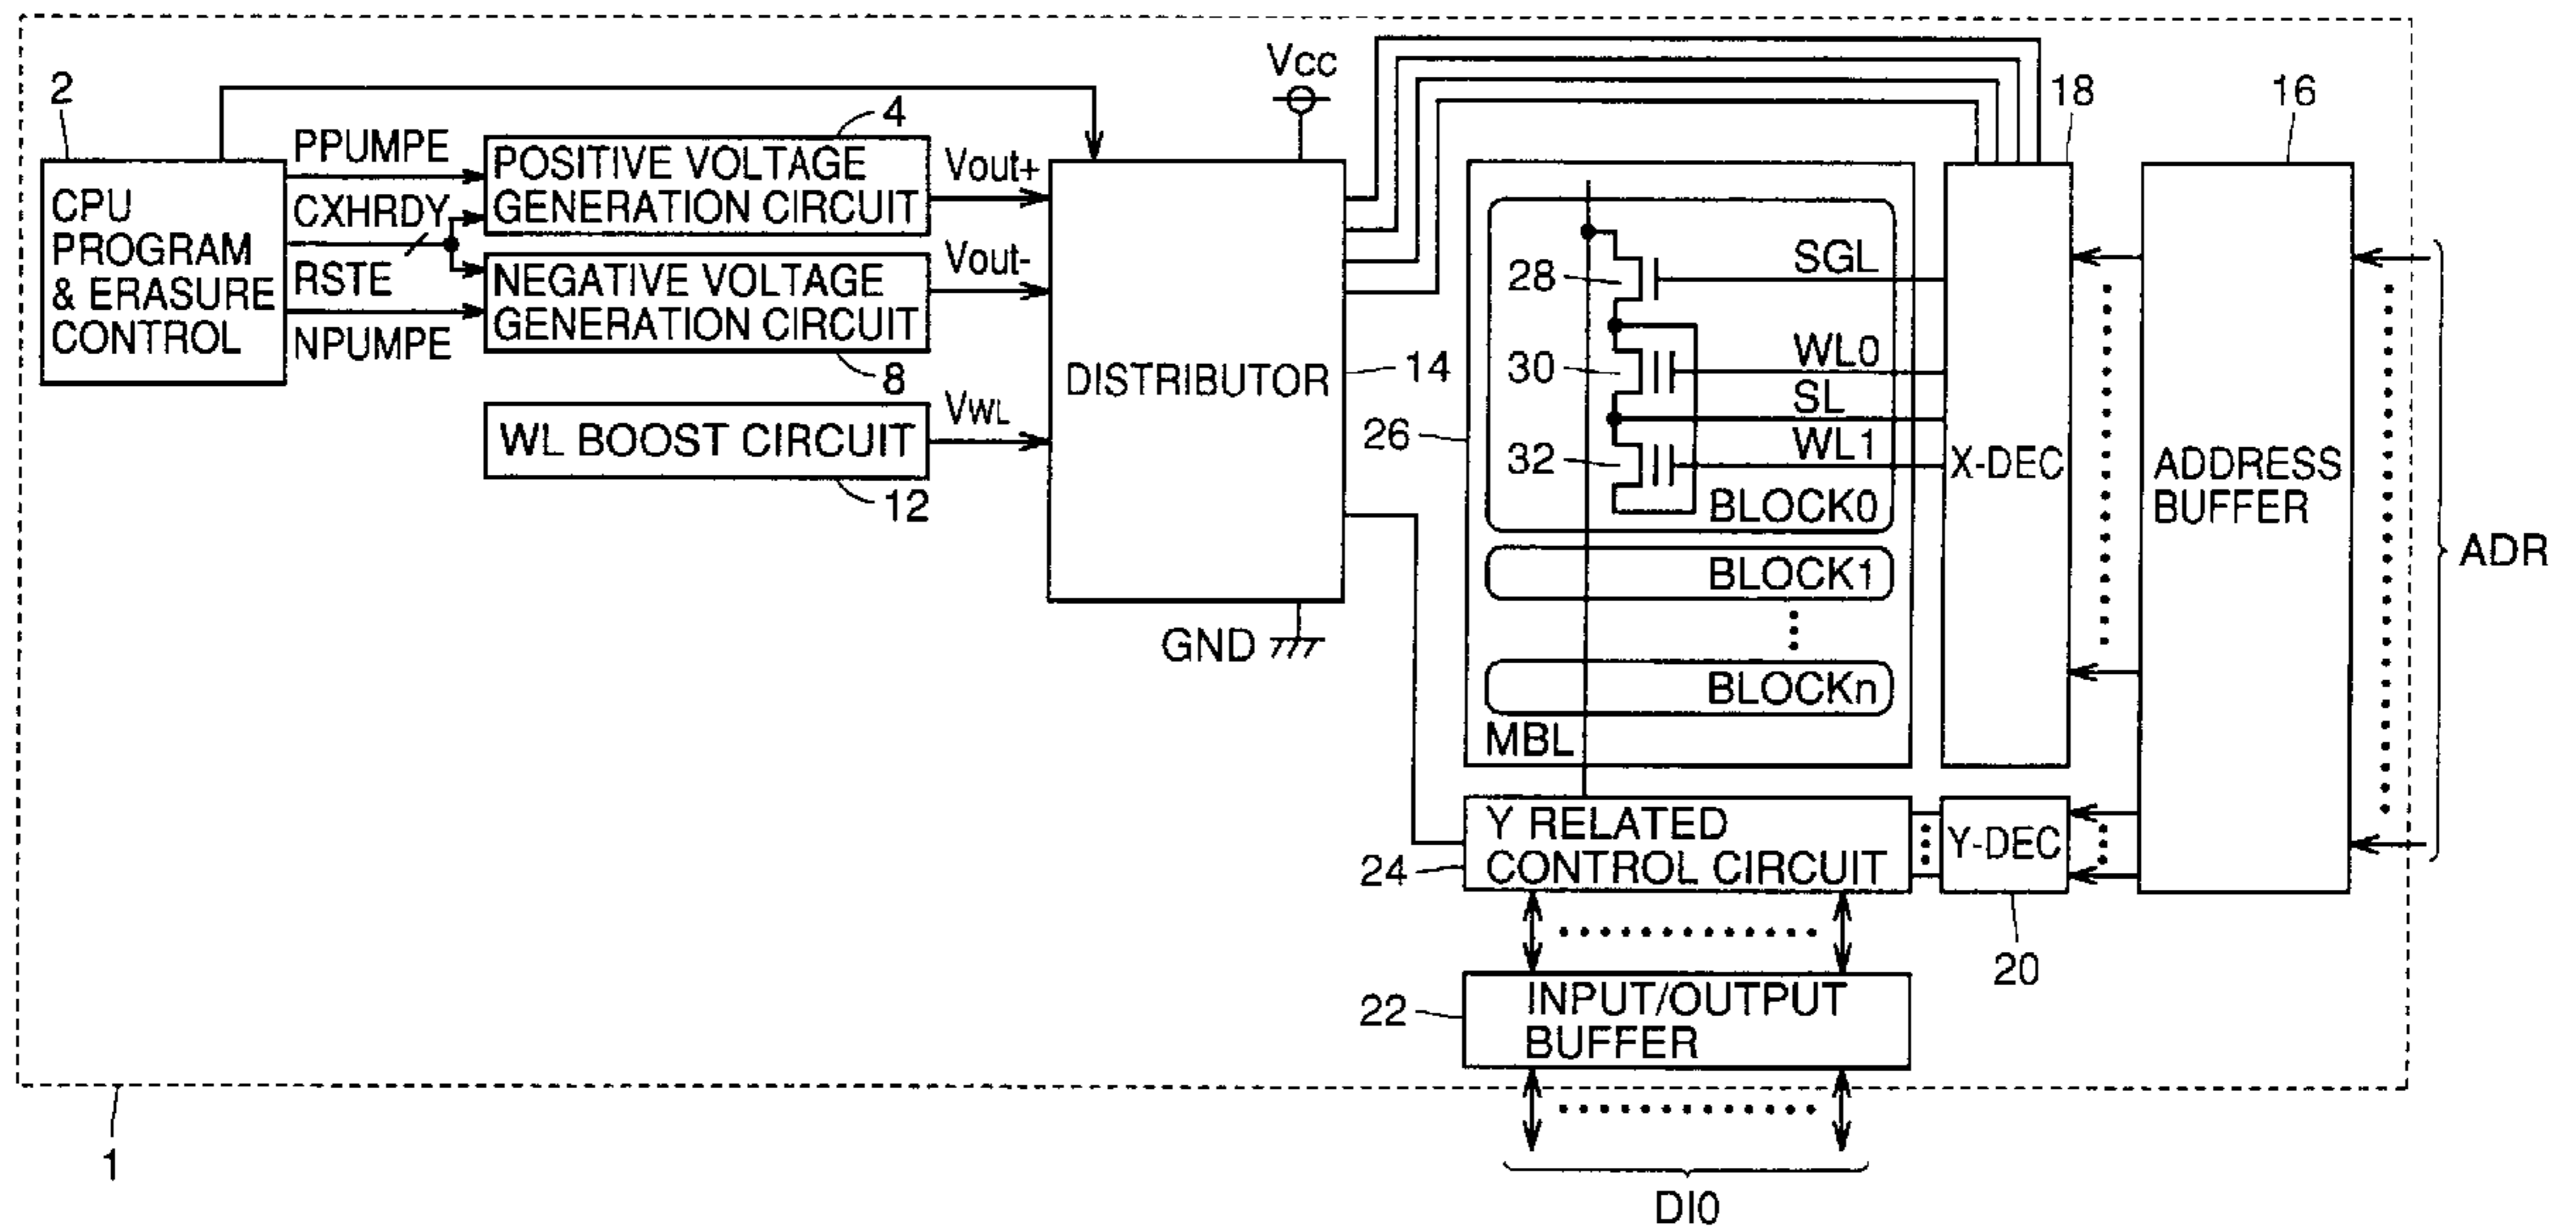 2
CPU
PROGRAM
& ERASURE
CONTROL
PPUMPE
CXHRDY
RSTE
NPUMPE
4
POSITIVE VOLTAGE
GENERATION CIRCUIT
NEGATIVE VOLTAGE
GENERATION CIRCUIT
8
WL BOOST CIRCUIT
12
Vout+
Vout-
VWL
VCC
DISTRIBUTOR
14
GND
26
28
30
32
SGL
WL0
SL
WL1
BLOCK0
BLOCK1
BLOCKn
MBL
18
X-DEC
16
ADDRESS
BUFFER
ADR
24
Y RELATED
CONTROL CIRCUIT
Y-DEC
20
22
INPUT/OUTPUT
BUFFER
1
DI0